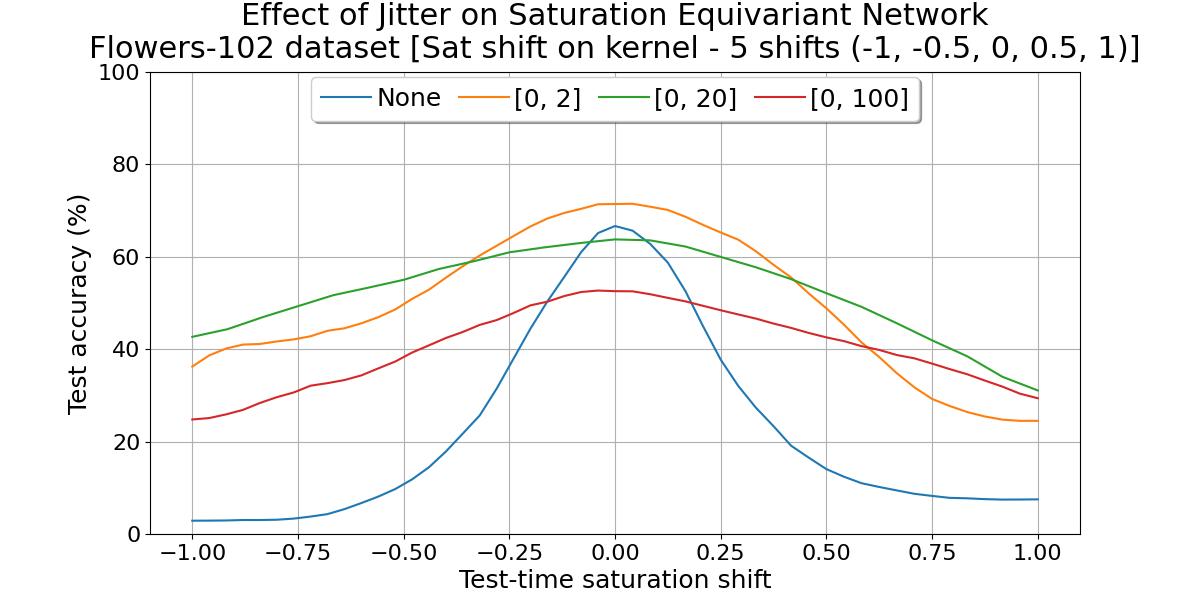 Effect of Jitter on Saturation Equivariant Network
Flowers-102 dataset [Sat shift on kernel - 5 shifts (-1, -0.5, 0, 0.5, 1)]
None [0, 2] [0, 20] [0, 100]
Test accuracy (%)
100
80
60
40
20
0
−1.00 −0.75 −0.50 −0.25 0.00 0.25 0.50 0.75 1.00
Test-time saturation shift